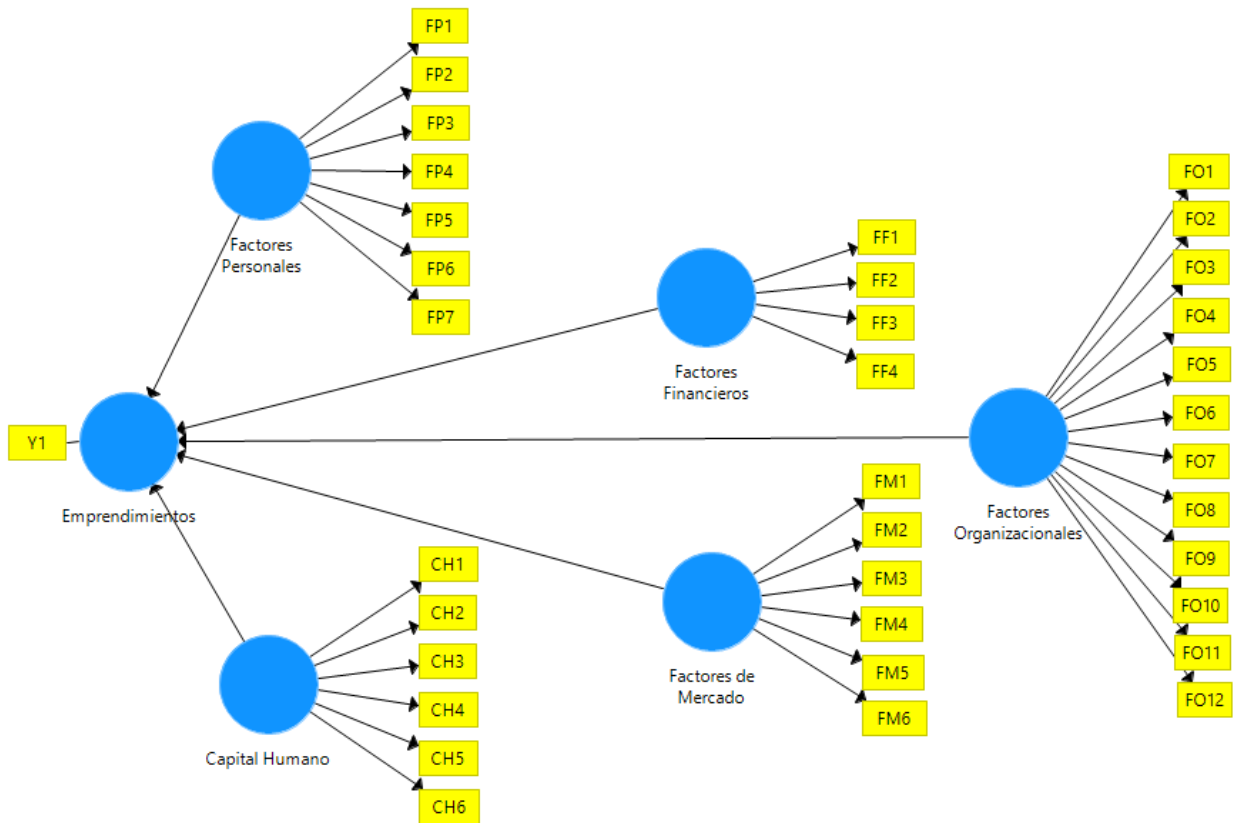 FP1
FP2
FP3
FP4
FP5
FP6
FP7
Factores
Personales
FF1
FF2
FF3
FF4
Factores
Financieros
FO1
FO2
FO3
FO4
FO5
FO6
FO7
FO8
FO9
FO10
FO11
FO12
Factores
Organizacionales
Y1
Emprendimientos
FM1
FM2
FM3
FM4
FM5
FM6
Factores de
Mercado
CH1
CH2
CH3
CH4
CH5
CH6
Capital Humano